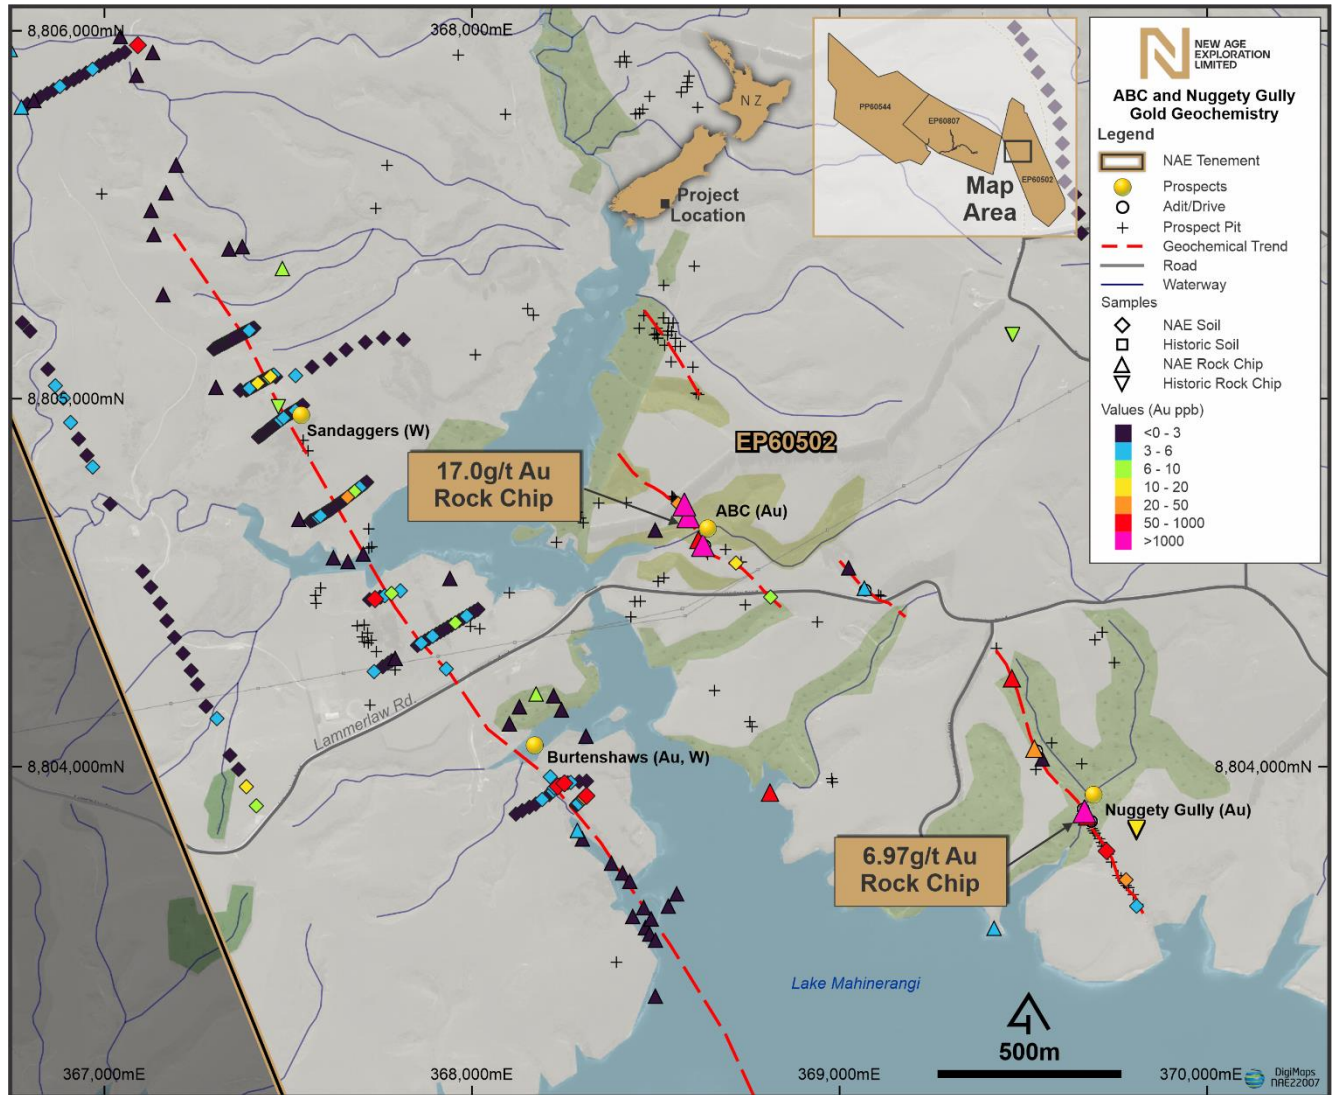 8,806,000mN
368,000mE
N Z
Project
Location
PP60544
EP60807
EP60502
Map
Area
NEW AGE
EXPLORATION
LIMITED
ABC and Nuggety Gully
Gold Geochemistry
Legend
NAE Tenement
Prospects
Adit/Drive
Prospect Pit
Geochemical Trend
Road
Waterway
Samples
NAE Soil
Historic Soil
NAE Rock Chip
Historic Rock Chip
Values (Au ppb)
<0 - 3
3 - 6
6 - 10
10 - 20
20 - 50
50 - 1000
>1000
8,805,000mN
Sandaggers (W)
EP60502
17.0g/t Au
Rock Chip
ABC (Au)
Lammerlaw Rd.
Burtenshaws (Au, W)
8,804,000mN
8,804,000mN
Nuggety Gully (Au)
6.97g/t Au
Rock Chip
Lake Mahinerangi
500m
367,000mE
368,000mE
369,000mE
370,000mE
DigiMaps
NAE22007